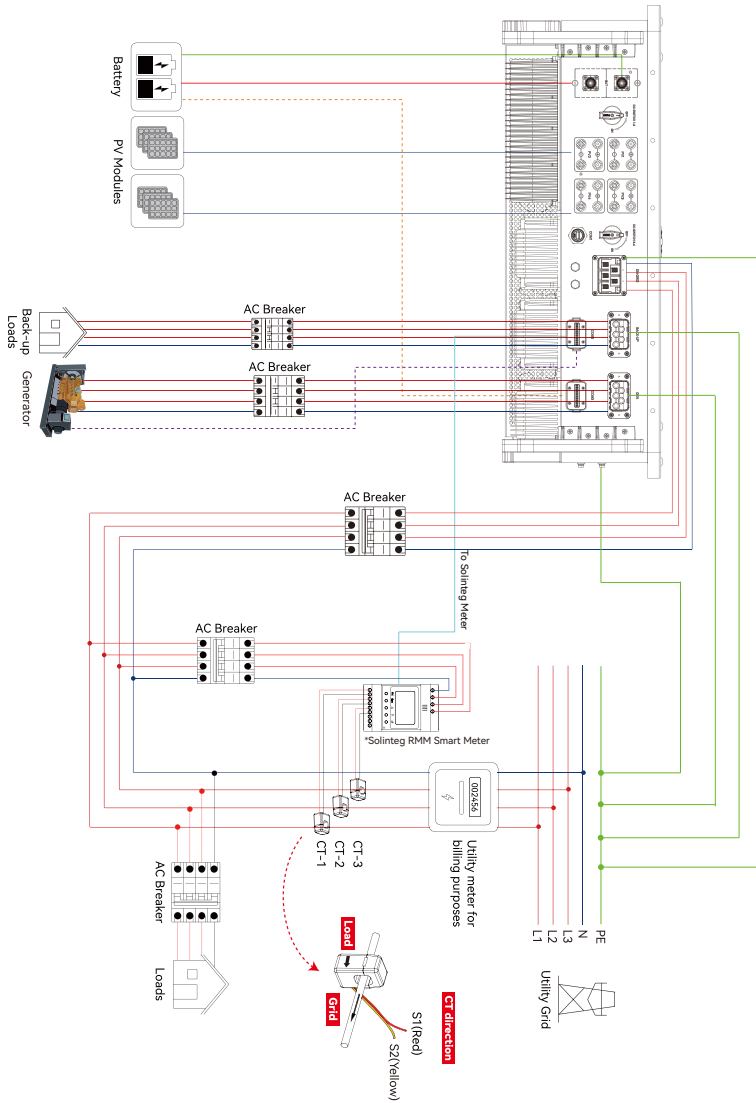 Battery
PV Modules
Back-up
Loads
Generator
AC Breaker
AC Breaker
AC Breaker
To Solinteg Meter
AC Breaker
*Solinteg RMM Smart Meter
002456
Utility meter for
billing purposes
CT-1
CT-2
CT-3
AC Breaker
Loads
L1
L2
L3
N
PE
Utility Grid
Load
Grid
CT direction
S1(Red)
S2(Yellow)